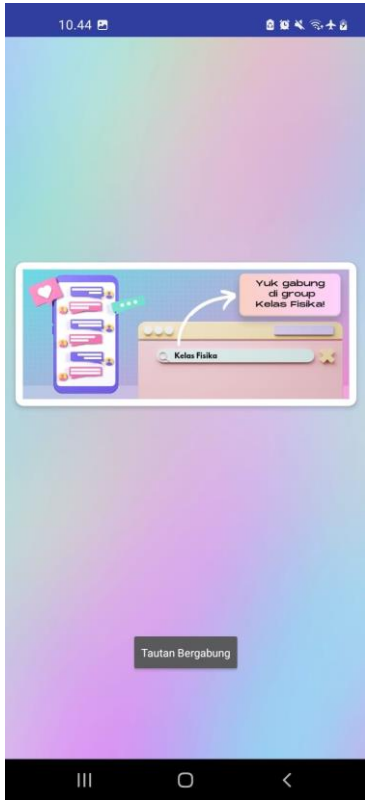 10.44
Yuk gabung
di group
Kelas Fisika!
Kelas Fisika
Tautan Bergabung